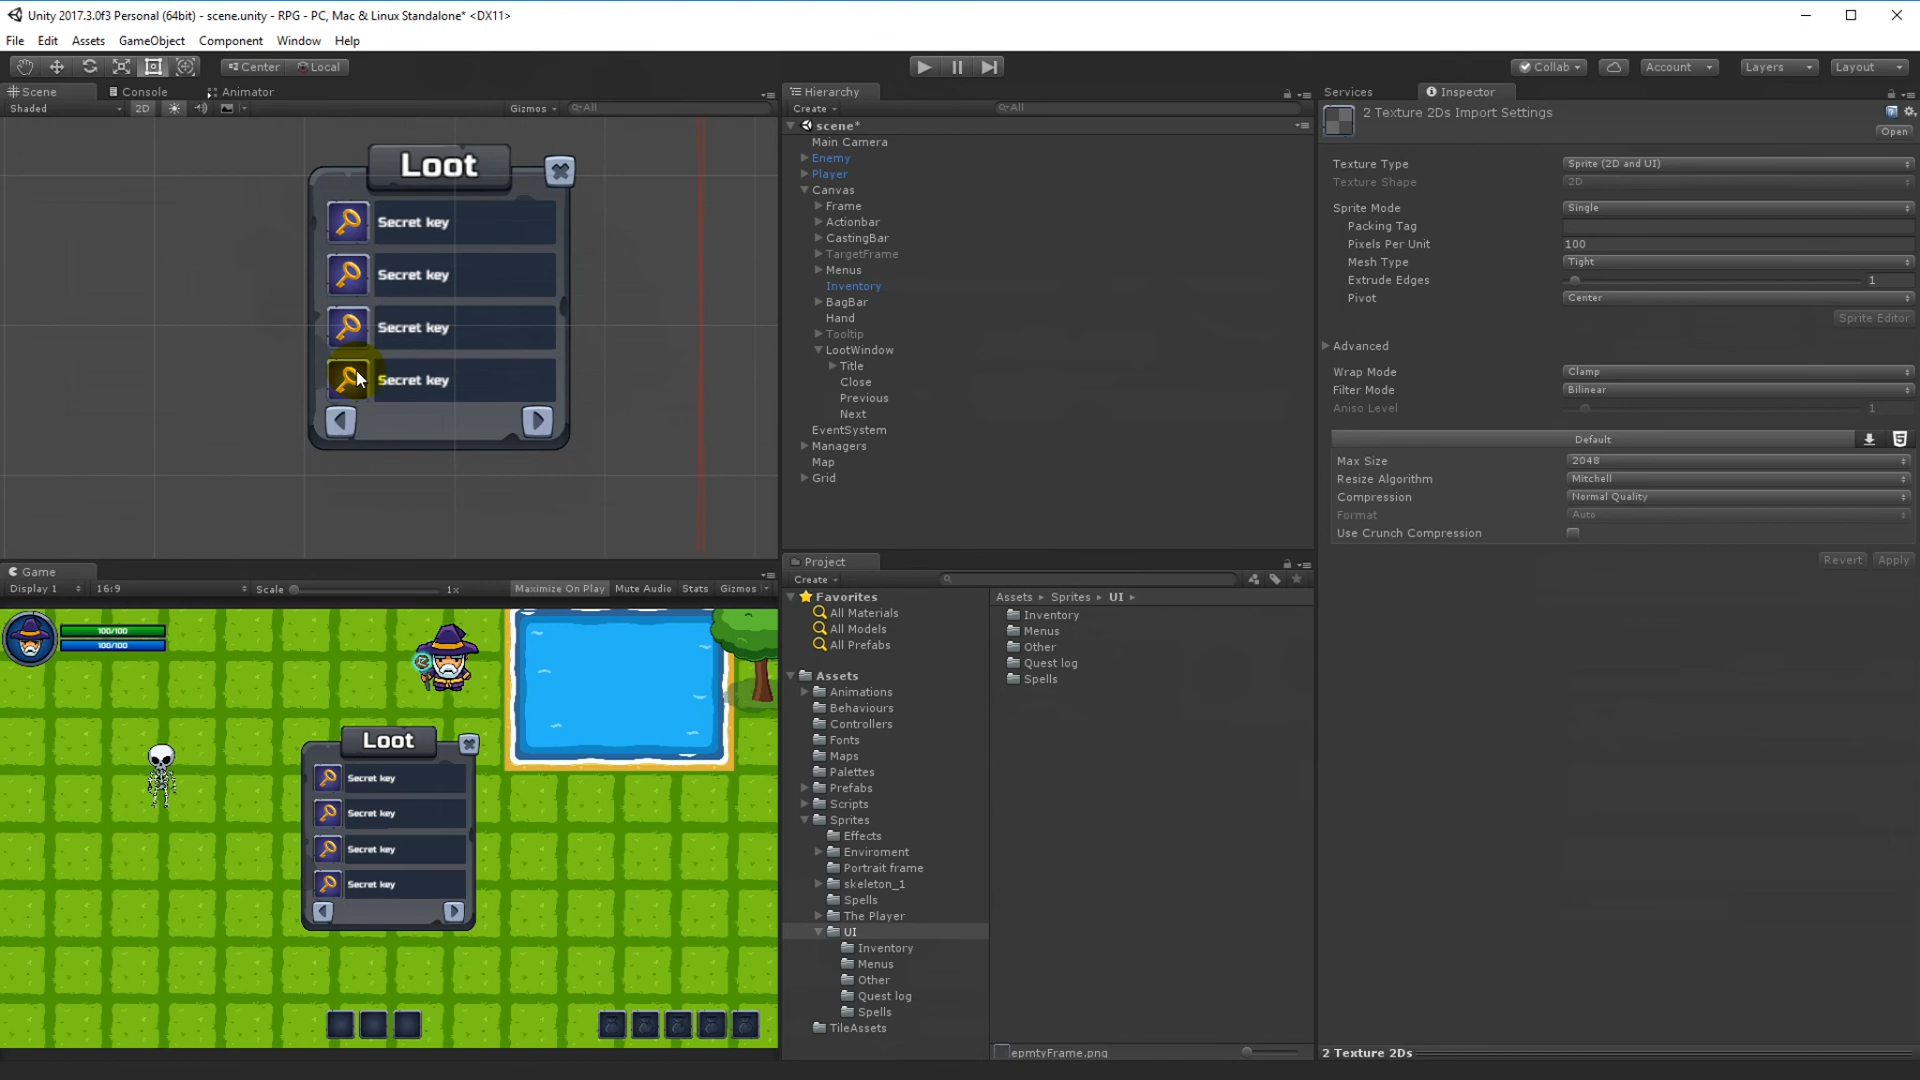 Unity 2017.3.0f3 Personal (64bit) - scene.unity - RPG - PC, Mac & Linux Standalone* <DX11>
File Edit Assets GameObject Component Window Help
Center Local Collab Account Layers Layout
Scene Console Animator
Shaded 2D Gizmos All
Loot
Secret key
Secret key
Secret key
Secret key
Game
Display 1 16:9 Scale 1x Maximize On Play Mute Audio Stats Gizmos
100/100
100/100
Loot
Secret key
Secret key
Secret key
Secret key
Hierarchy
Create All
scene*
Main Camera
Enemy
Player
Canvas
Frame
Actionbar
CastingBar
TargetFrame
Menus
Inventory
BagBar
Hand
Tooltip
LootWindow
Title
Close
Previous
Next
EventSystem
Managers
Map
Grid
Project
Create
Favorites
All Materials
All Models
All Prefabs
Assets
Animations
Behaviours
Controllers
Fonts
Maps
Palettes
Prefabs
Scripts
Sprites
Effects
Enviroment
Portrait frame
skeleton_1
Spells
The Player
UI
Inventory
Menus
Other
Quest log
Spells
TileAssets
Assets Sprites UI
Inventory
Menus
Other
Quest log
Spells
epmtyFrame.png
Services Inspector
2 Texture 2Ds Import Settings
Open
Texture Type Sprite (2D and UI)
Texture Shape 2D
Sprite Mode Single
Packing Tag
Pixels Per Unit 100
Mesh Type Tight
Extrude Edges 1
Pivot Center
Sprite Editor
Advanced
Wrap Mode Clamp
Filter Mode Bilinear
Aniso Level 1
Default
Max Size 2048
Resize Algorithm Mitchell
Compression Normal Quality
Format Auto
Use Crunch Compression
Revert Apply
2 Texture 2Ds